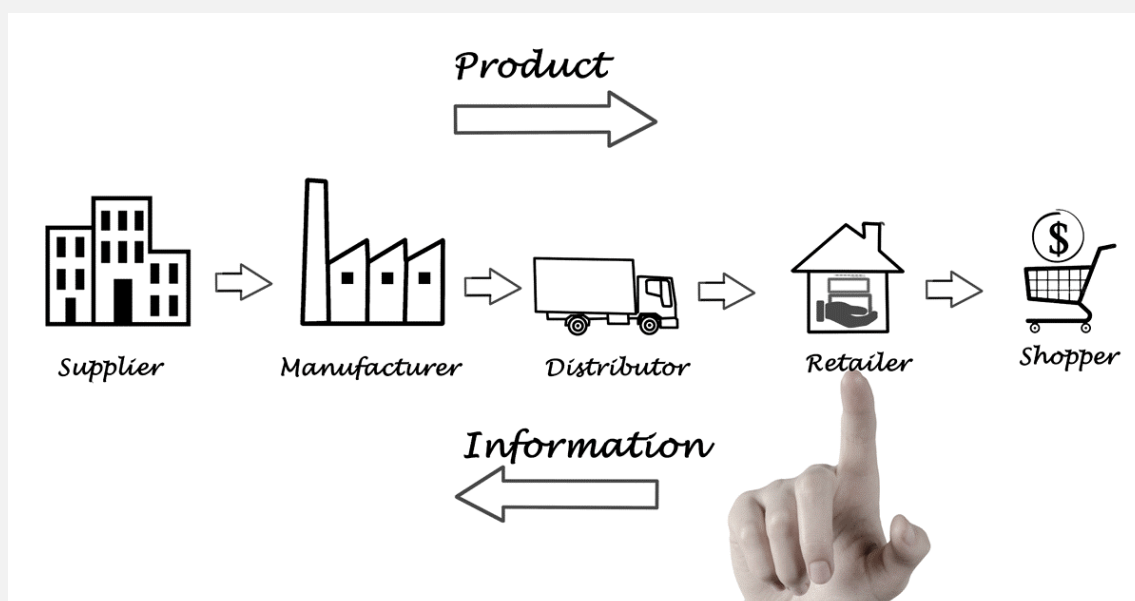 Product
$
Supplier
Manufacturer
Distributor
Retailer
Shopper
Information